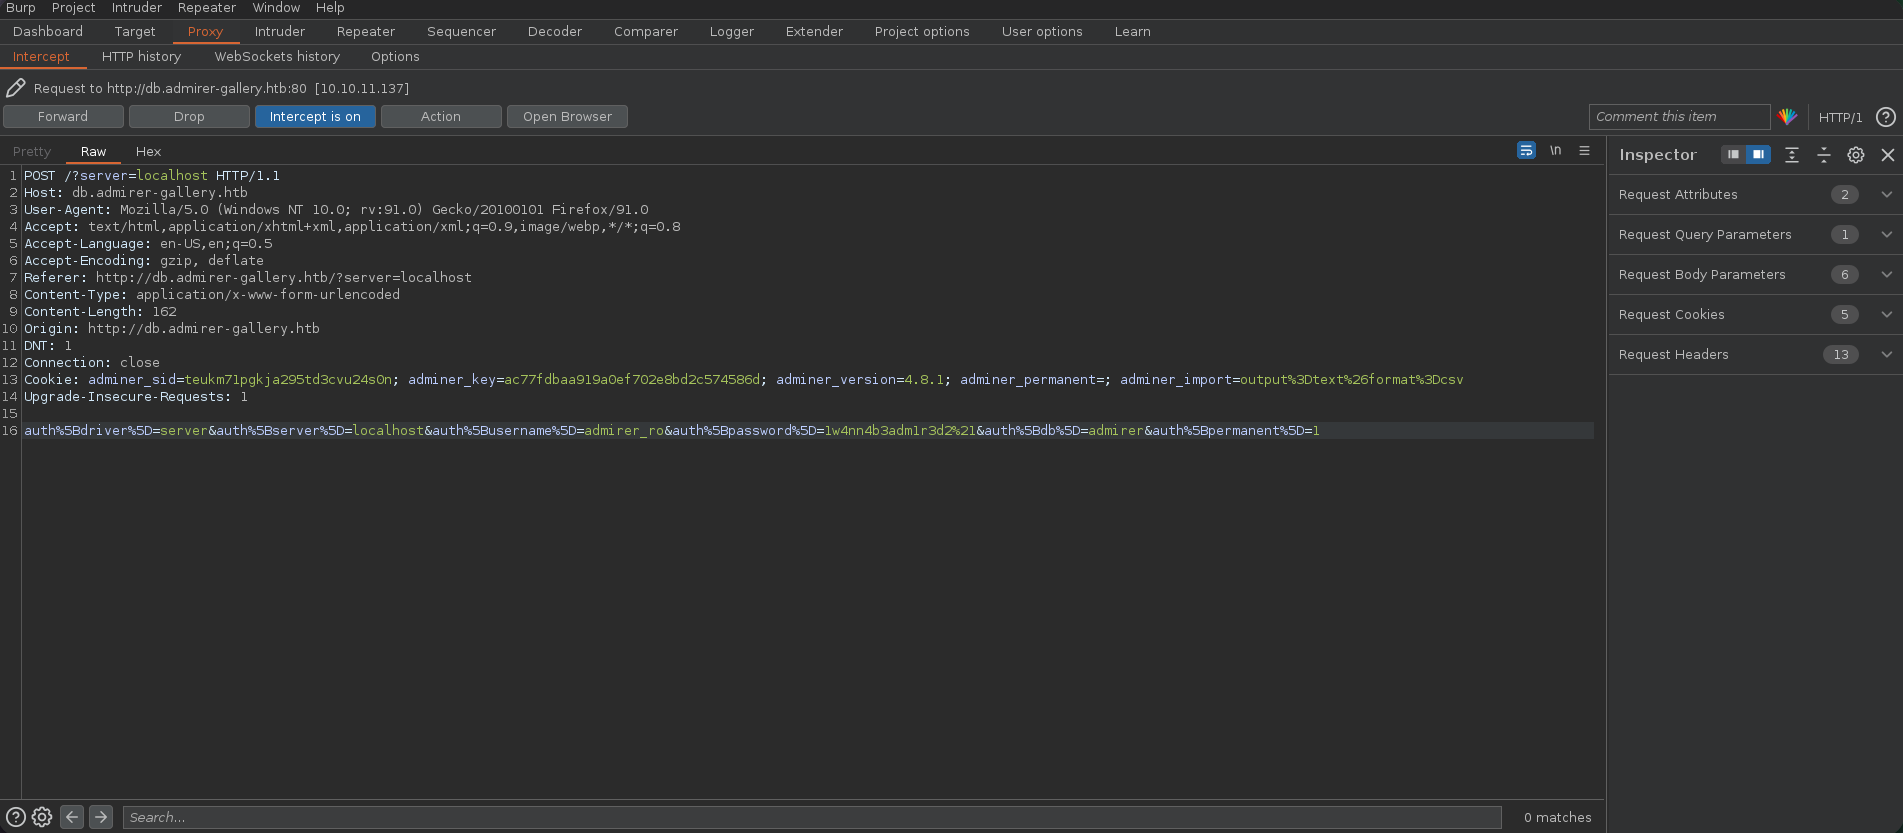 Burp Project Intruder Repeater Window Help
Dashboard Target Proxy Intruder Repeater Sequencer Decoder Comparer Logger Extender Project options User options Learn
Intercept HTTP history WebSockets history Options
Request to http://db.admirer-gallery.htb:80 [10.10.11.137]
Forward Drop Intercept is on Action Open Browser Comment this item HTTP/1 ?
Pretty Raw Hex \n
Inspector
1 POST /?server=localhost HTTP/1.1
2 Host: db.admirer-gallery.htb
3 User-Agent: Mozilla/5.0 (Windows NT 10.0; rv:91.0) Gecko/20100101 Firefox/91.0
4 Accept: text/html,application/xhtml+xml,application/xml;q=0.9,image/webp,*/*;q=0.8
5 Accept-Language: en-US,en;q=0.5
6 Accept-Encoding: gzip, deflate
7 Referer: http://db.admirer-gallery.htb/?server=localhost
8 Content-Type: application/x-www-form-urlencoded
9 Content-Length: 162
10 Origin: http://db.admirer-gallery.htb
11 DNT: 1
12 Connection: close
13 Cookie: adminer_sid=teukm71pgkja295td3cvu24s0n; adminer_key=ac77fdbaa919a0ef702e8bd2c574586d; adminer_version=4.8.1; adminer_permanent=; adminer_import=output%3Dtext%26format%3Dcsv
14 Upgrade-Insecure-Requests: 1
15
16 auth%5Bdriver%5D=server&auth%5Bserver%5D=localhost&auth%5Busername%5D=admirer_ro&auth%5Bpassword%5D=1w4nn4b3adm1r3d2%21&auth%5Bdb%5D=admirer&auth%5Bpermanent%5D=1
Request Attributes 2
Request Query Parameters 1
Request Body Parameters 6
Request Cookies 5
Request Headers 13
? Search... 0 matches